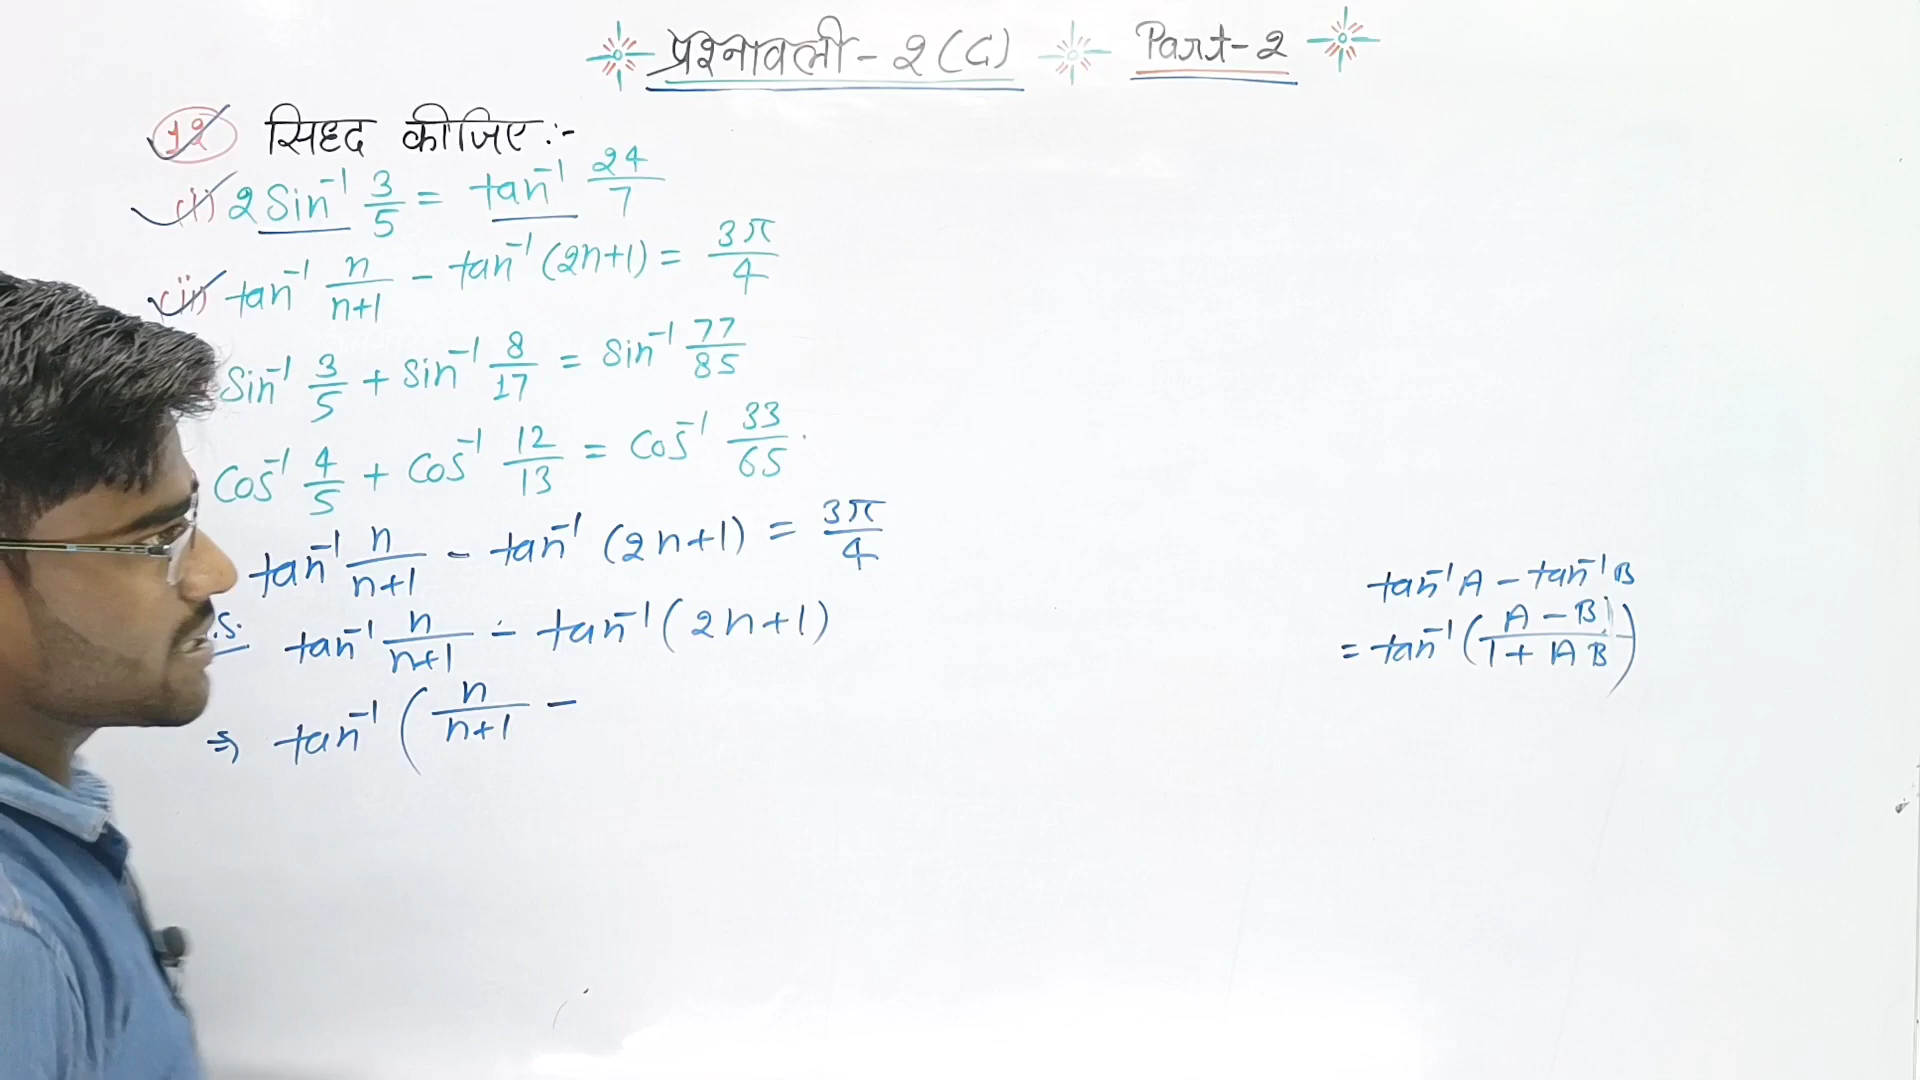 प्रश्नावली - २(C) Part-2
12 सिद्ध कीजिए :-
(i) 2 Sin⁻¹ 3/5 = tan⁻¹ 24/7
(ii) tan⁻¹ n/n+1 - tan⁻¹ (2n+1) = 3π/4
Sin⁻¹ 3/5 + Sin⁻¹ 8/17 = Sin⁻¹ 77/85
Cos⁻¹ 4/5 + Cos⁻¹ 12/13 = Cos⁻¹ 33/65.
tan⁻¹ n/n+1 - tan⁻¹ (2n+1) = 3π/4
.S. tan⁻¹ n/n+1 - tan⁻¹ (2n+1)
⇒ tan⁻¹ ( n/n+1 -
tan⁻¹A - tan⁻¹B
= tan⁻¹ ( A - B / 1 + AB )